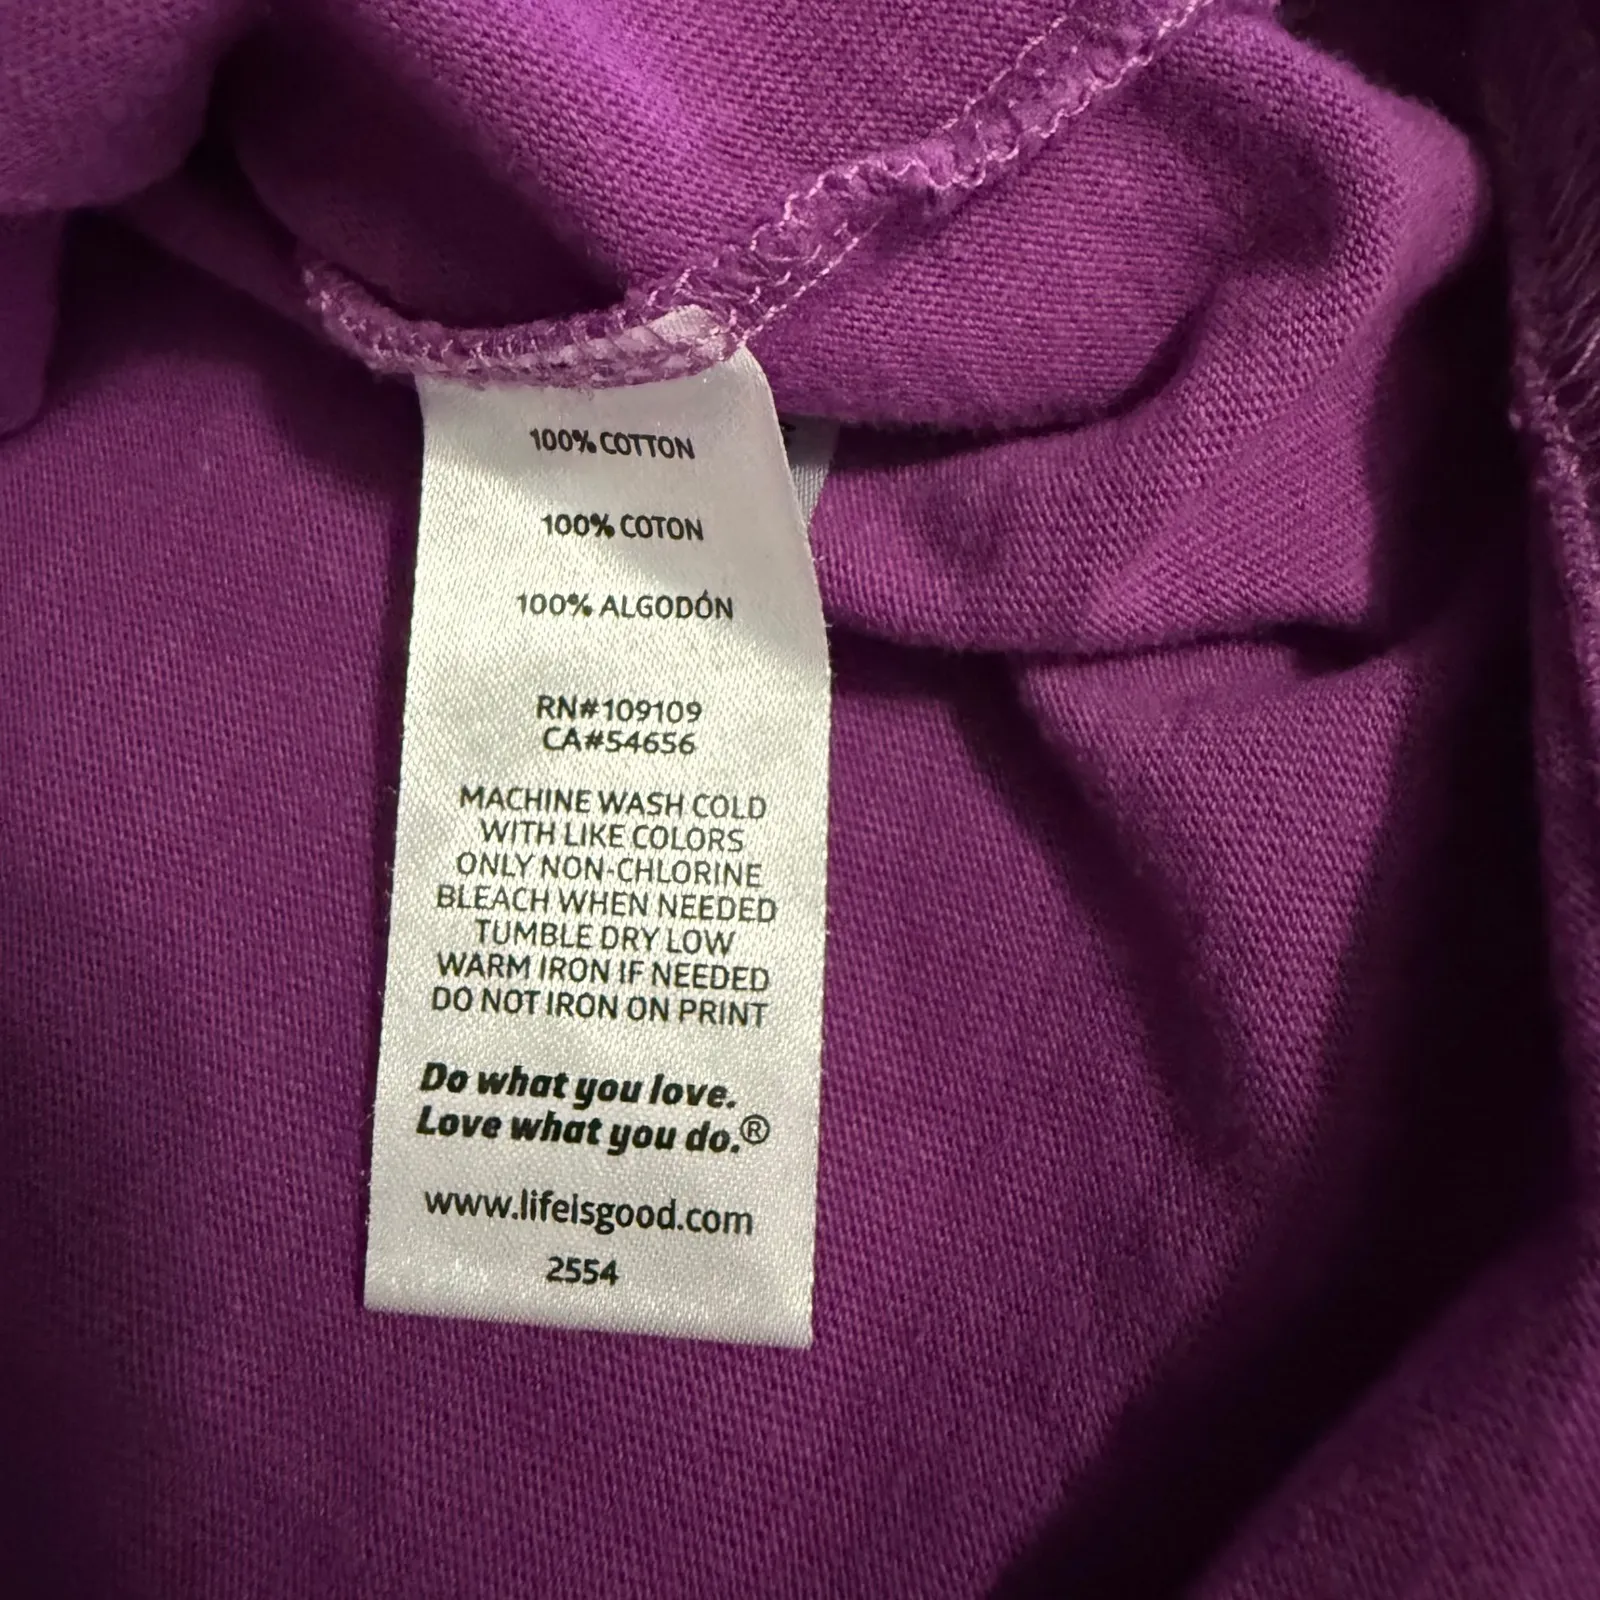 100% COTTON
100% COTON
100% ALGODÓN
RN#109109
CA#54656
MACHINE WASH COLD
WITH LIKE COLORS
ONLY NON-CHLORINE
BLEACH WHEN NEEDED
TUMBLE DRY LOW
WARM IRON IF NEEDED
DO NOT IRON ON PRINT
Do what you love.
Love what you do.®
www.lifeisgood.com
2554